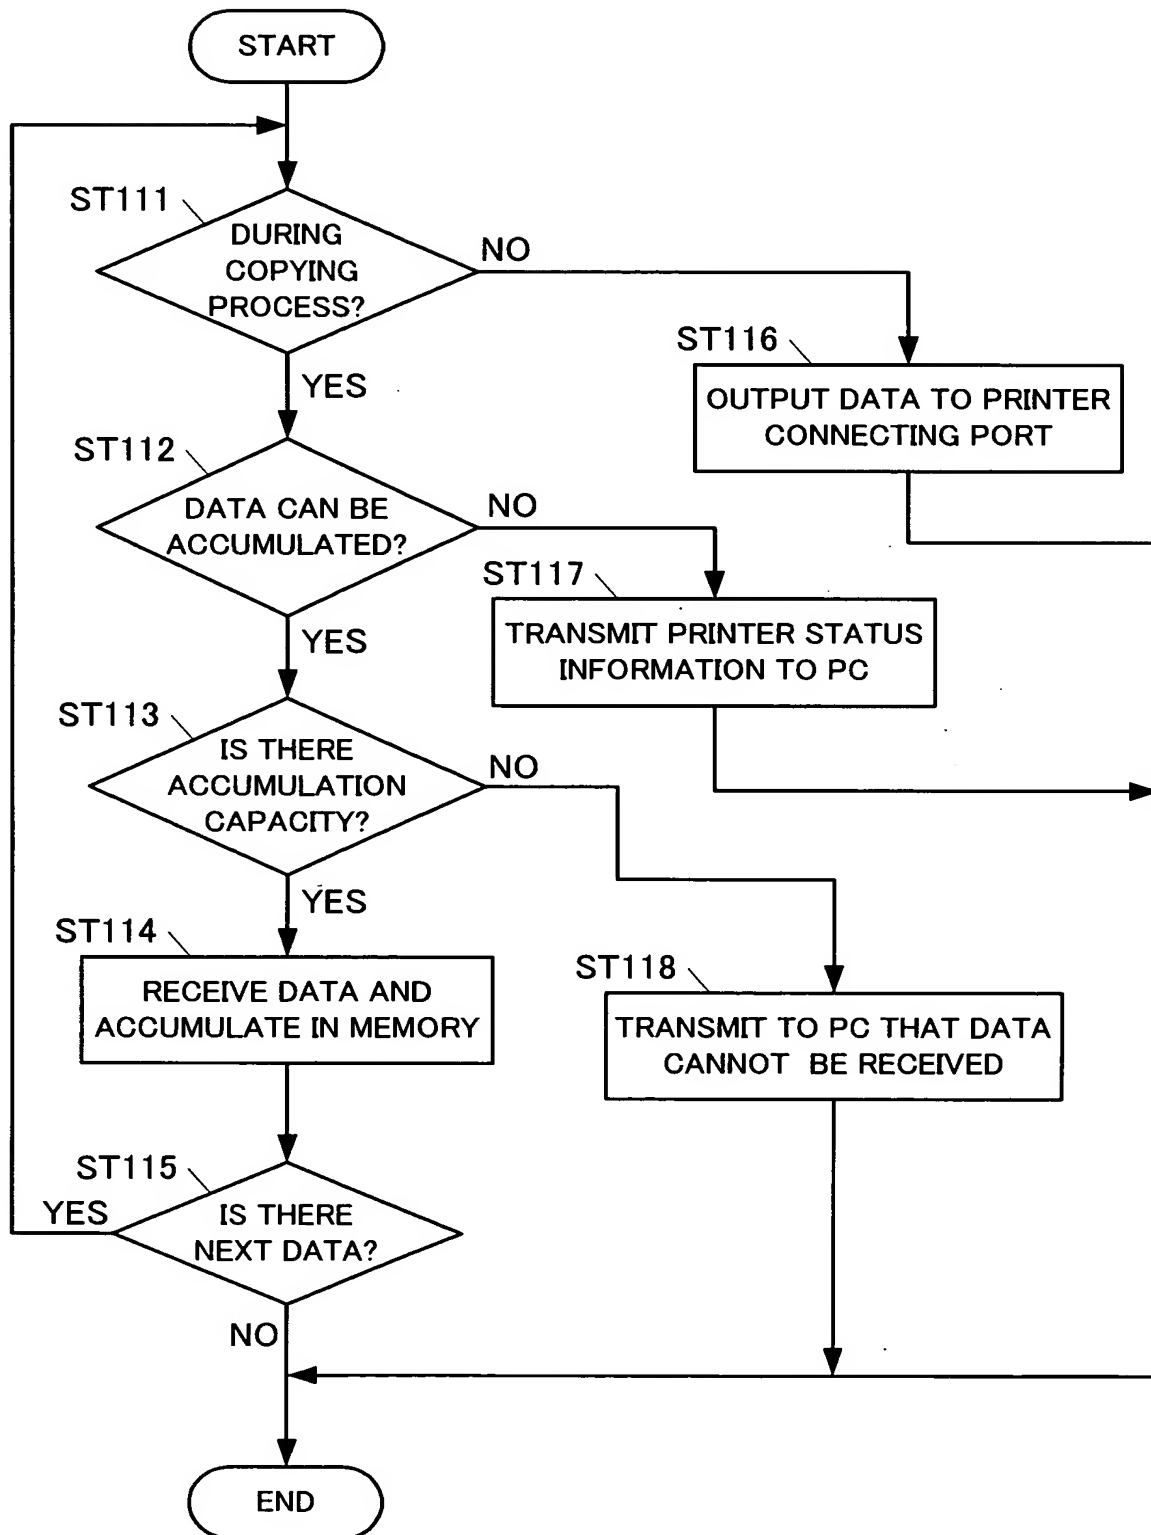 START
ST111
DURING
COPYING
PROCESS?
NO
YES
ST116
OUTPUT DATA TO PRINTER
CONNECTING PORT
ST112
DATA CAN BE
ACCUMULATED?
NO
YES
ST117
TRANSMIT PRINTER STATUS
INFORMATION TO PC
ST113
IS THERE
ACCUMULATION
CAPACITY?
NO
YES
ST114
RECEIVE DATA AND
ACCUMULATE IN MEMORY
ST118
TRANSMIT TO PC THAT DATA
CANNOT BE RECEIVED
ST115
YES
IS THERE
NEXT DATA?
NO
END